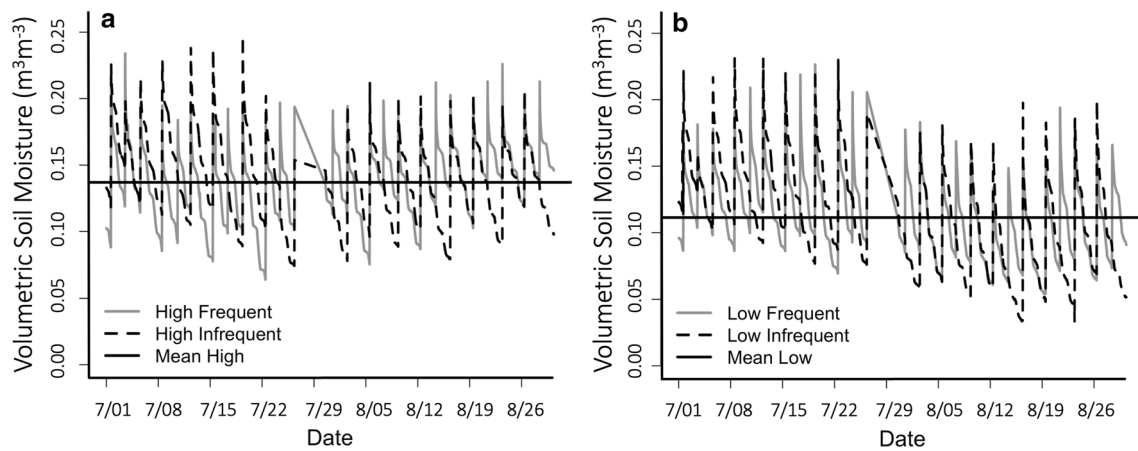 a
Volumetric Soil Moisture (m³m⁻³)
0.25
0.20
0.15
0.10
0.05
0.00
High Frequent
High Infrequent
Mean High
7/01 7/08 7/15 7/22 7/29 8/05 8/12 8/19 8/26
Date
b
Volumetric Soil Moisture (m³m⁻³)
0.25
0.20
0.15
0.10
0.05
0.00
Low Frequent
Low Infrequent
Mean Low
7/01 7/08 7/15 7/22 7/29 8/05 8/12 8/19 8/26
Date